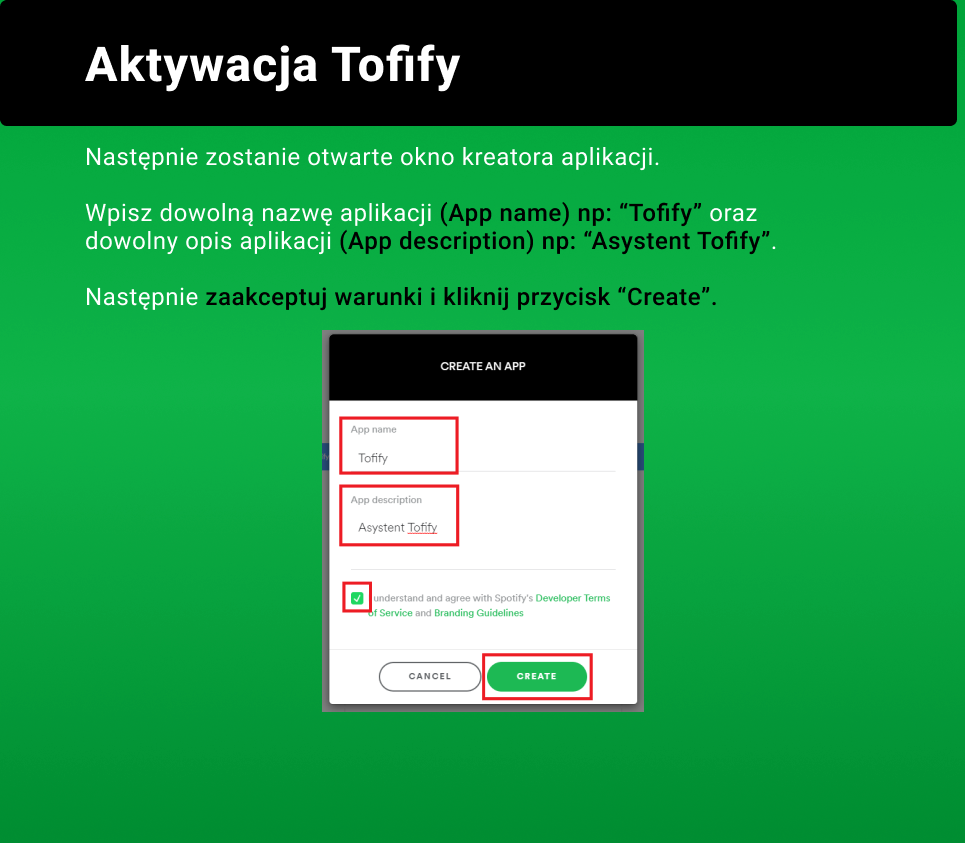 Aktywacja Tofify
Następnie zostanie otwarte okno kreatora aplikacji.
Wpisz dowolną nazwę aplikacji (App name) np: “Tofify” oraz
dowolny opis aplikacji (App description) np: “Asystent Tofify”.
Następnie zaakceptuj warunki i kliknij przycisk “Create”.
CREATE AN APP
App name
Tofify
App description
Asystent Tofify
understand and agree with Spotify's Developer Terms
of Service and Branding Guidelines
CANCEL
CREATE